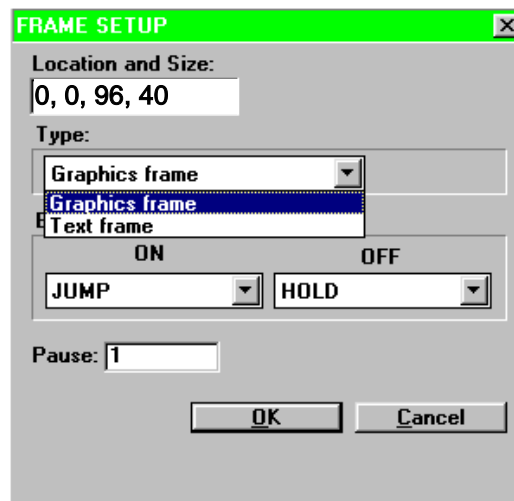 FRAME SETUP
Location and Size:
0, 0, 96, 40
Type:
Graphics frame
Graphics frame
Text frame
ON OFF
JUMP HOLD
Pause: 1
OK Cancel